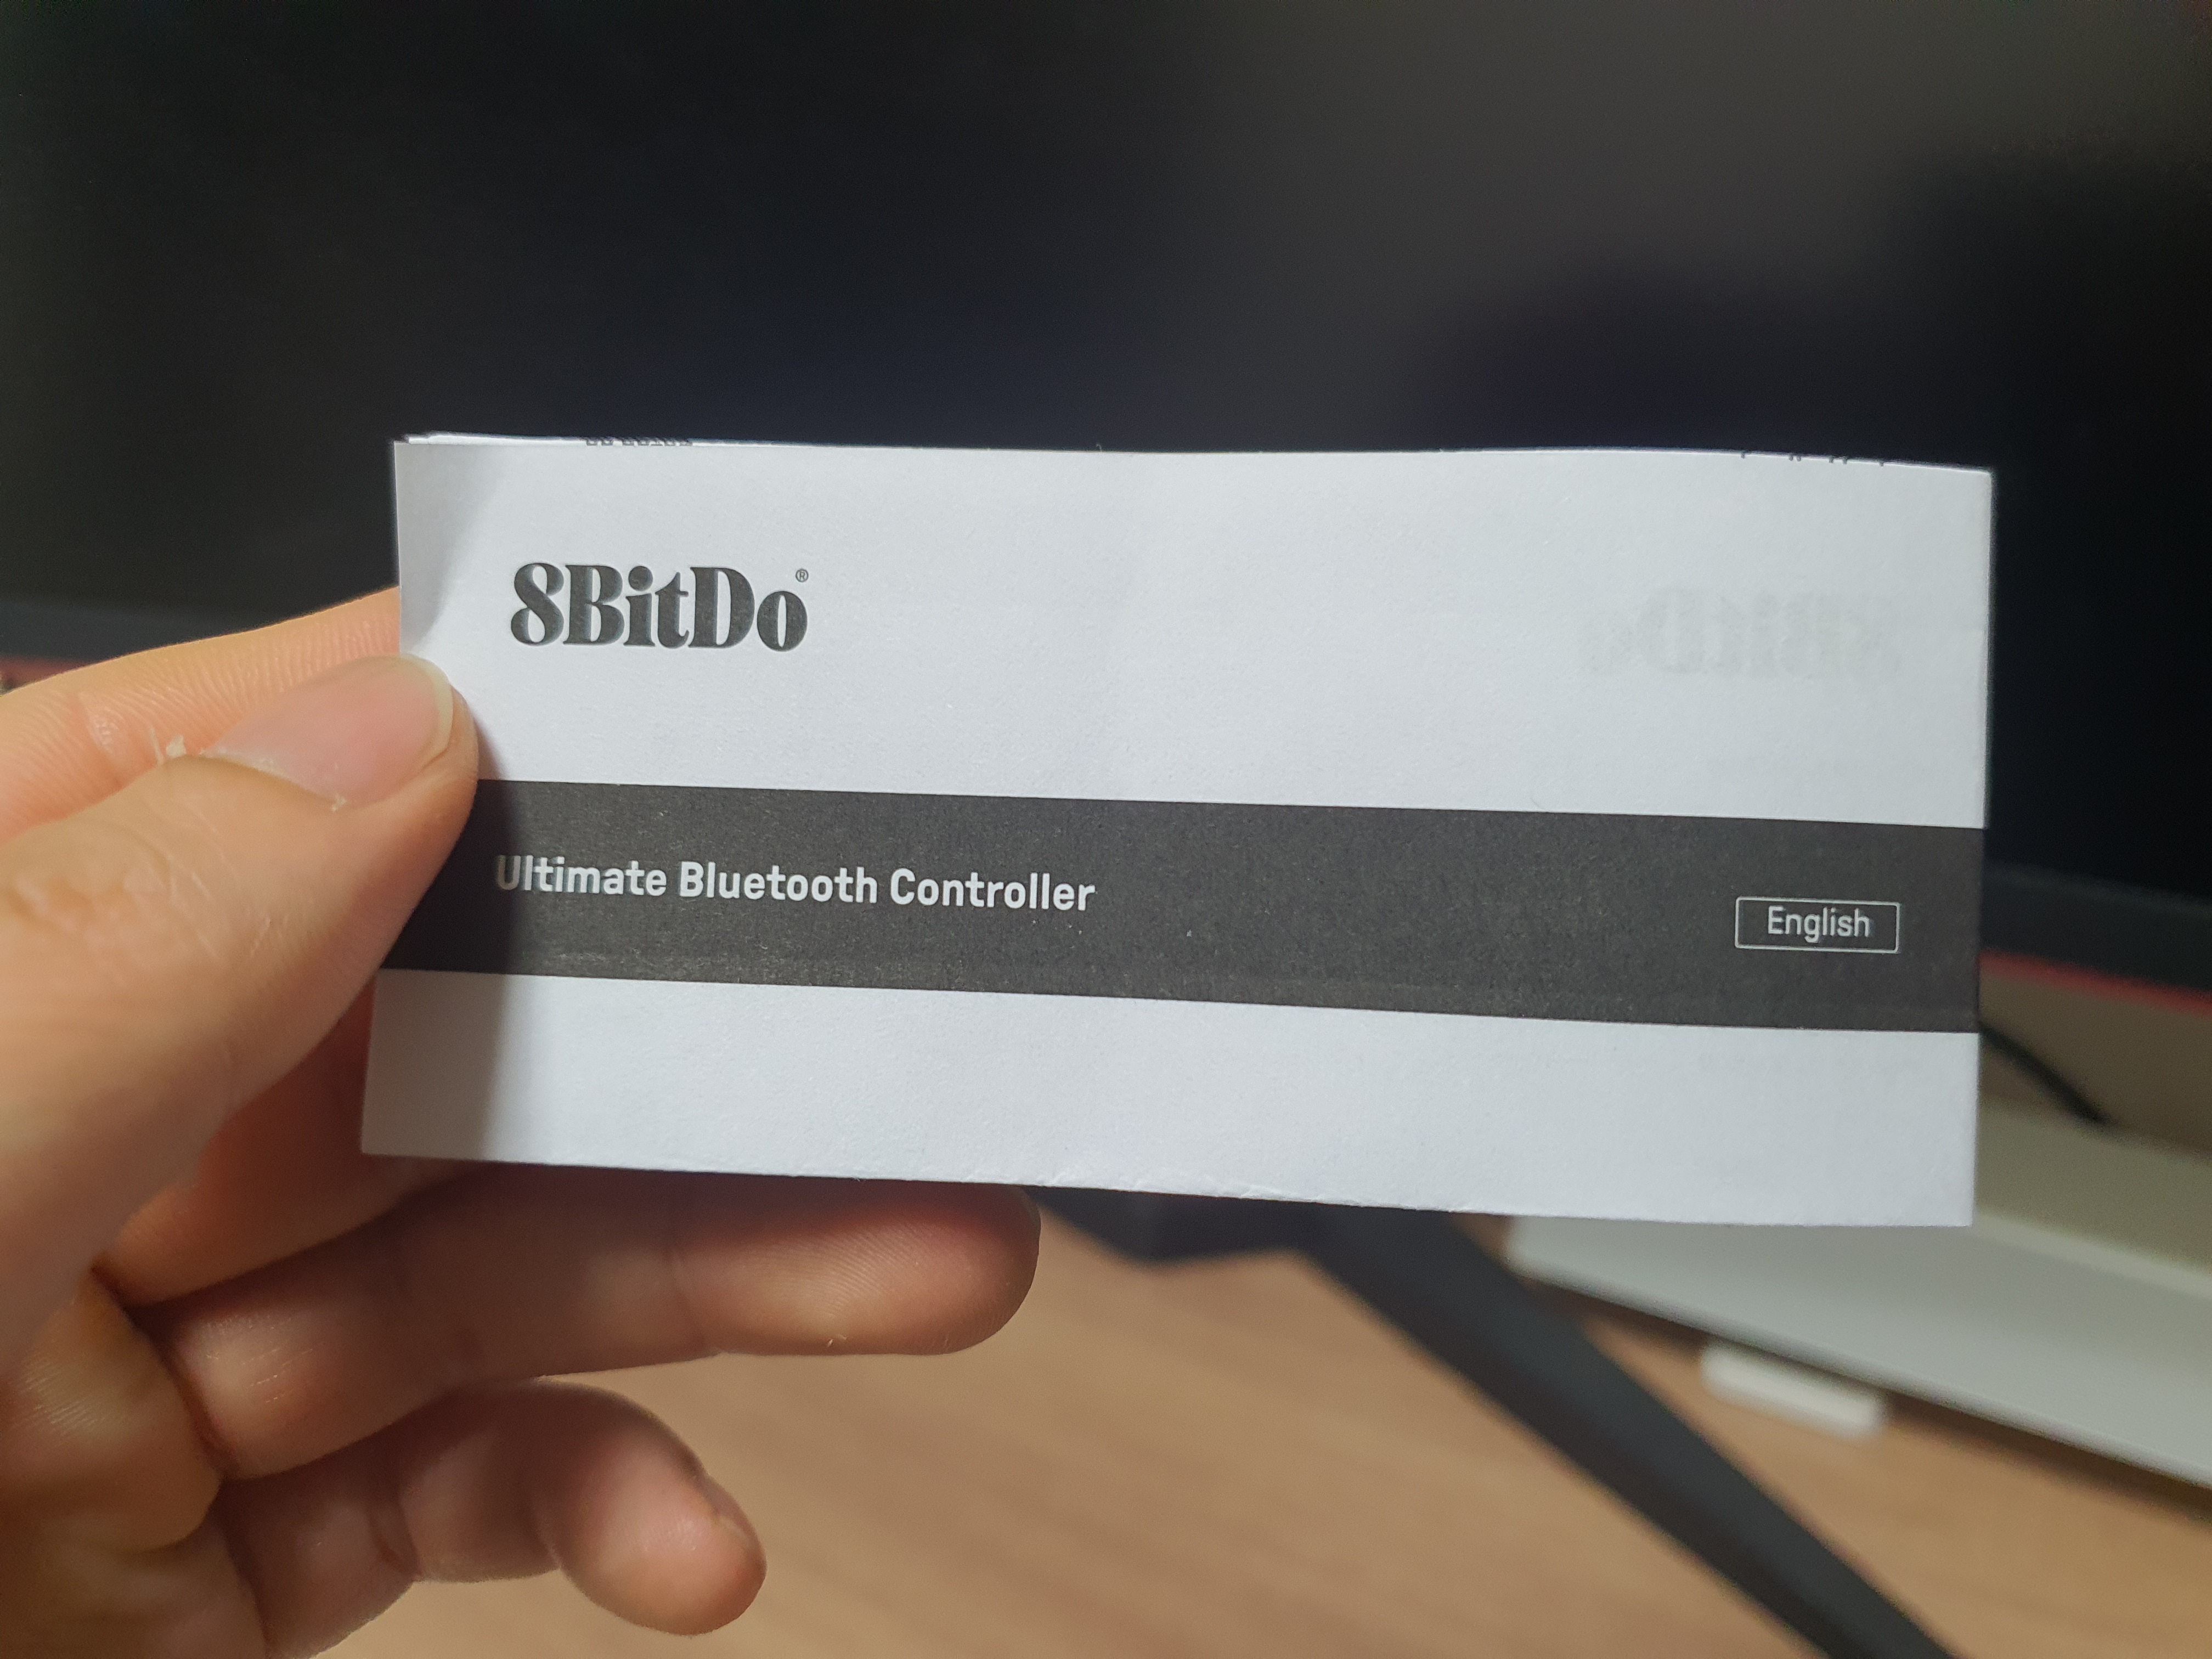 8BitDo®
Ultimate Bluetooth Controller
English